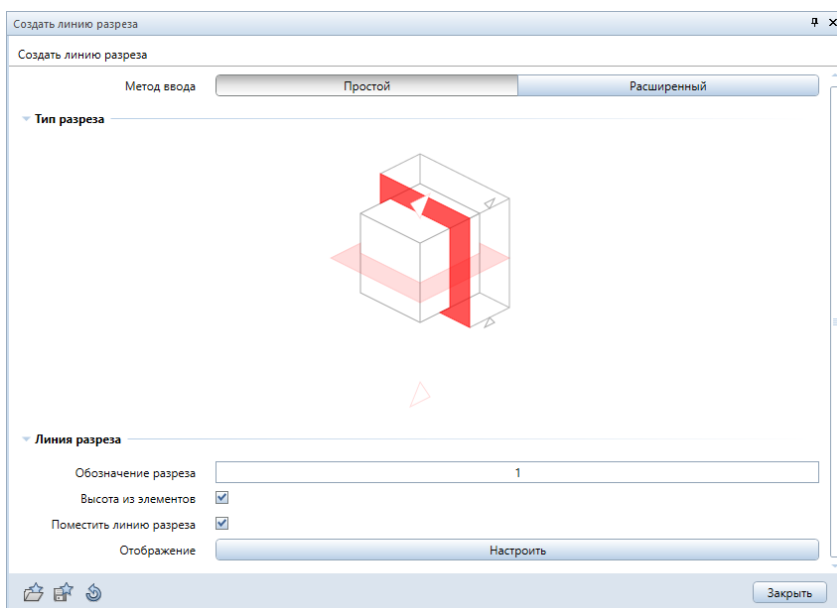 Создать линию разреза
Создать линию разреза
Метод ввода Простой Расширенный
Тип разреза
Линия разреза
Обозначение разреза 1
Высота из элементов
Поместить линию разреза
Отображение Настроить
Закрыть